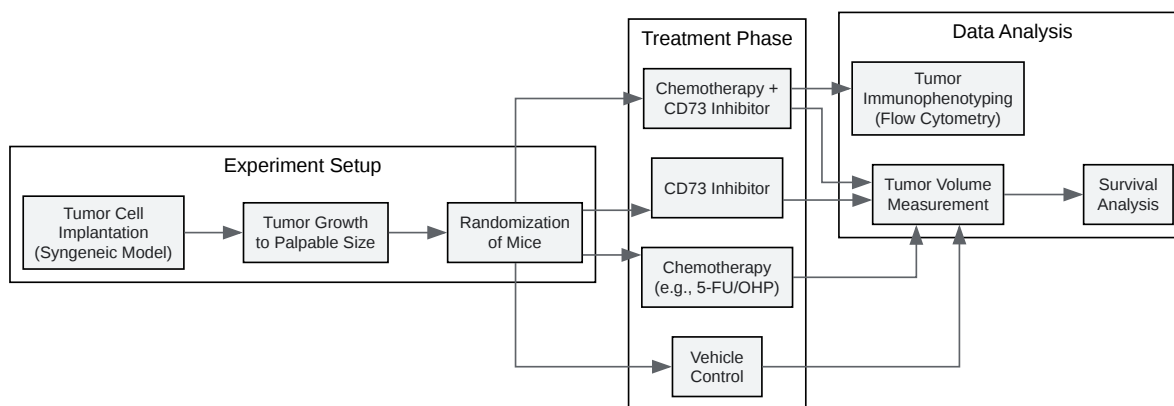 Experiment Setup
Tumor Cell
Implantation
(Syngeneic Model)
Tumor Growth
to Palpable Size
Randomization
of Mice
Treatment Phase
Chemotherapy +
CD73 Inhibitor
CD73 Inhibitor
Chemotherapy
(e.g., 5-FU/OHP)
Vehicle
Control
Data Analysis
Tumor
Immunophenotyping
(Flow Cytometry)
Tumor Volume
Measurement
Survival
Analysis